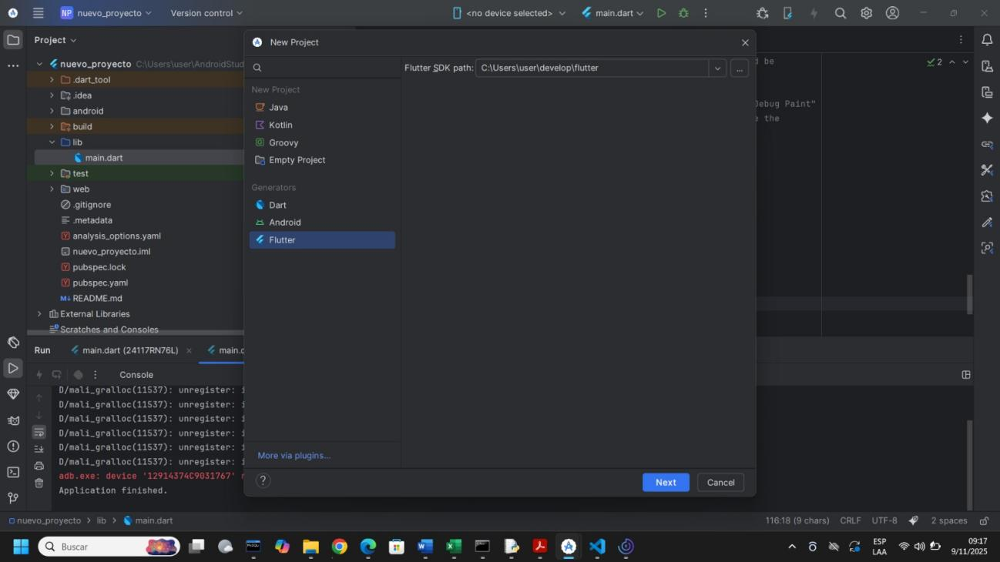 NP nuevo_proyecto
Version control
<no device selected>
main.dart
Project
nuevo_proyecto C:\Users\user\AndroidStud
.dart_tool
.idea
android
build
lib
main.dart
test
web
.gitignore
.metadata
analysis_options.yaml
nuevo_proyecto.iml
pubspec.lock
pubspec.yaml
README.md
External Libraries
Scratches and Consoles
New Project
Flutter SDK path: C:\Users\user\develop\flutter
...
New Project
Java
Kotlin
Groovy
Empty Project
Generators
Dart
Android
Flutter
More via plugins...
?
Next
Cancel
d be
2
Debug Paint"
e the
Run
main.dart (24117RN76L)
main.c
Console
D/mali_gralloc(11537): unregister: i
D/mali_gralloc(11537): unregister: i
D/mali_gralloc(11537): unregister: i
D/mali_gralloc(11537): unregister: i
D/mali_gralloc(11537): unregister: i
D/mali_gralloc(11537): unregister: i
adb.exe: device '12914374C9031767' n
Application finished.
nuevo_proyecto > lib > main.dart
116:18 (9 chars)
CRLF
UTF-8
2 spaces
Buscar
ESP
LAA
09:17
9/11/2025